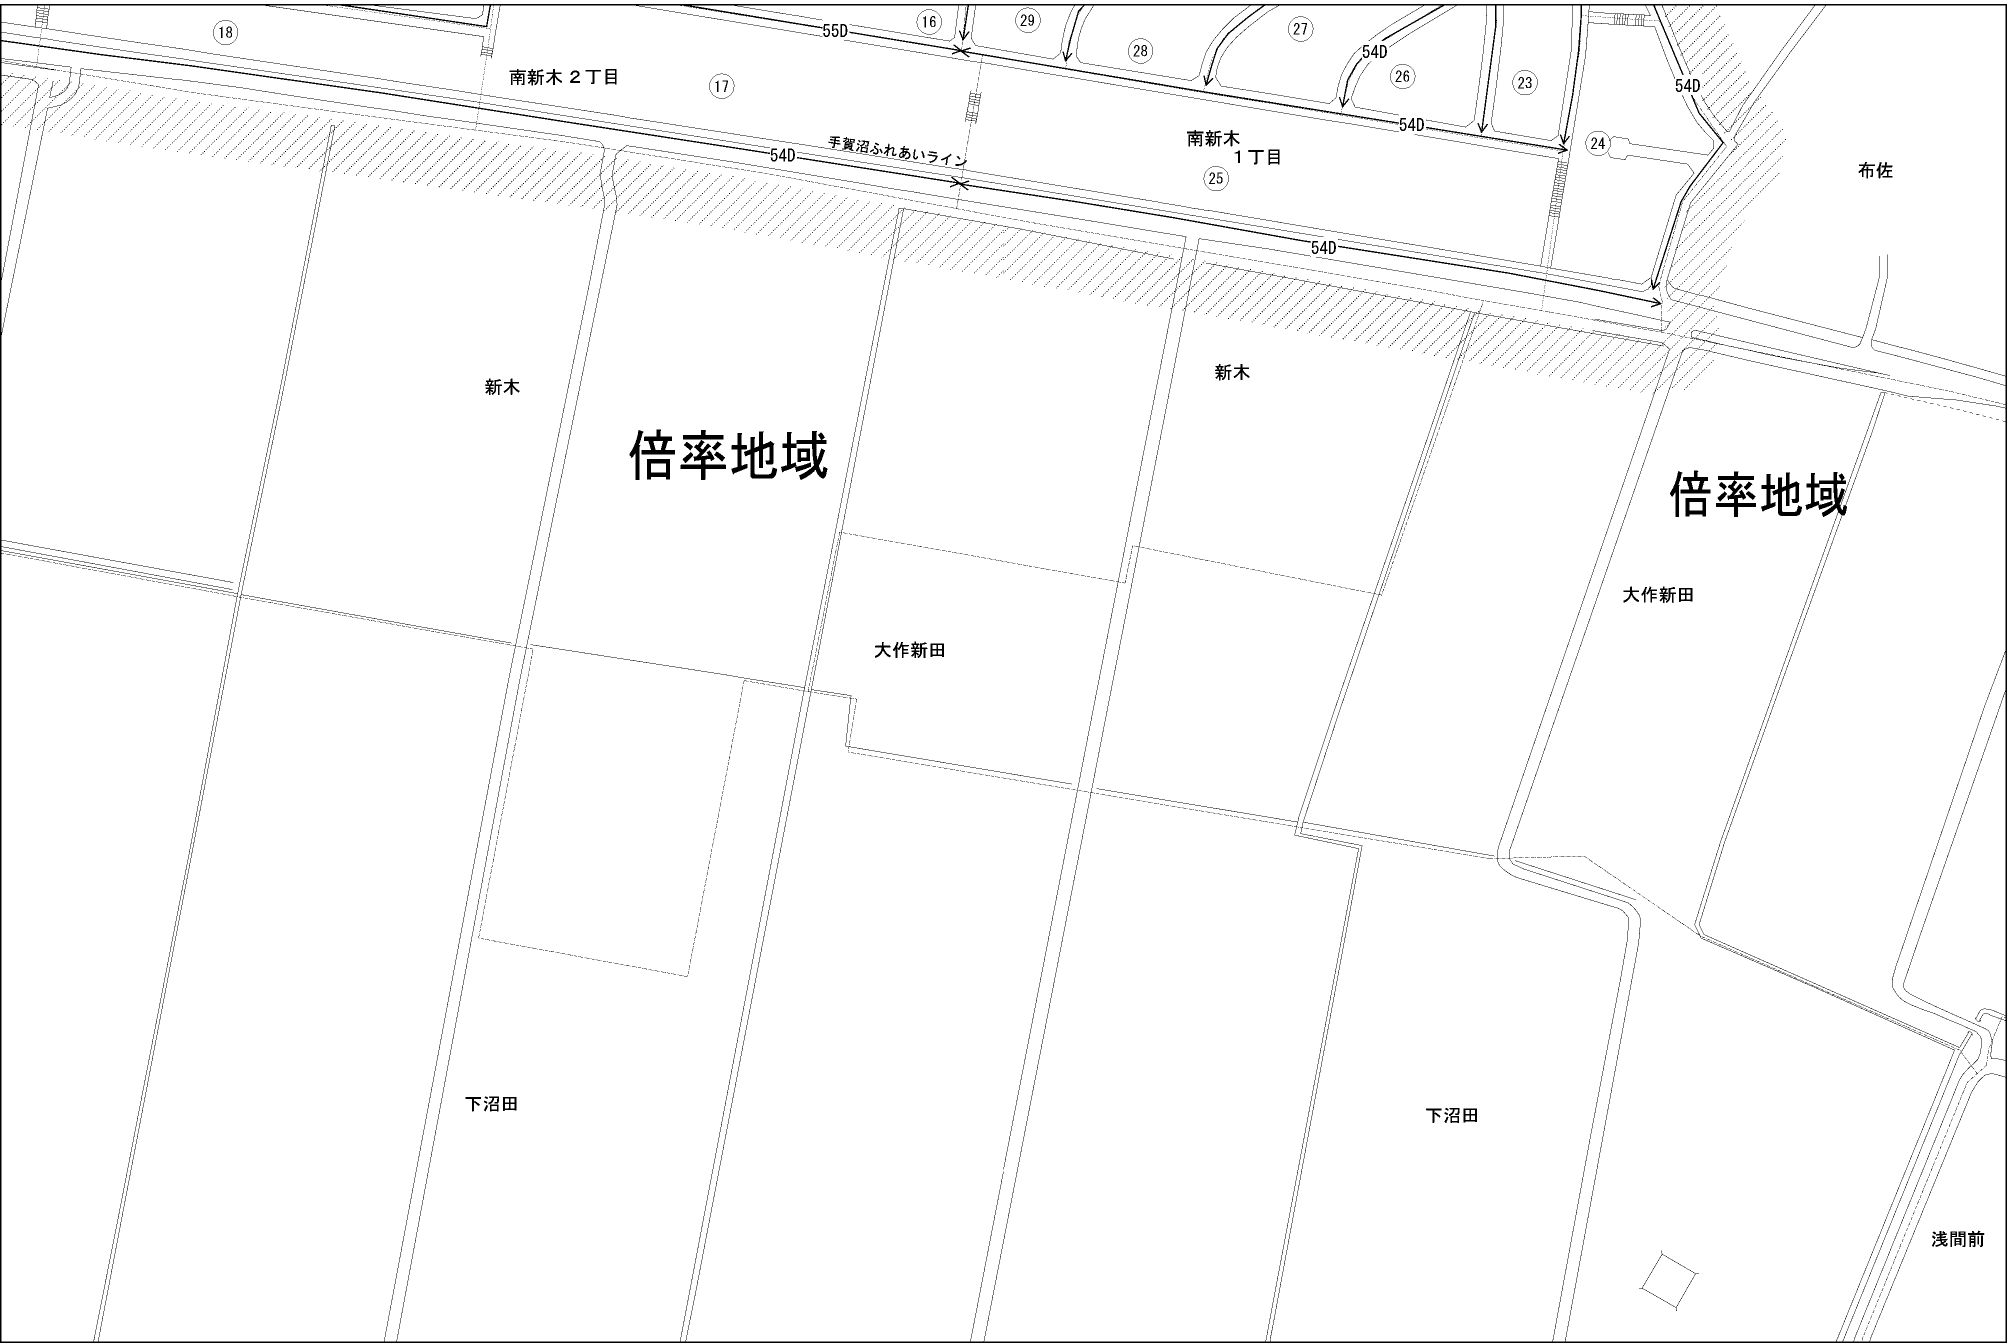 16
29
27
18
55D
28
54D
26
南新木２丁目
17
23
54D
54D
南新木
１丁目
24
手賀沼ふれあいライン
54D
布佐
25
54D
新木
新木
倍率地域
倍率地域
大作新田
大作新田
下沼田
下沼田
浅間前